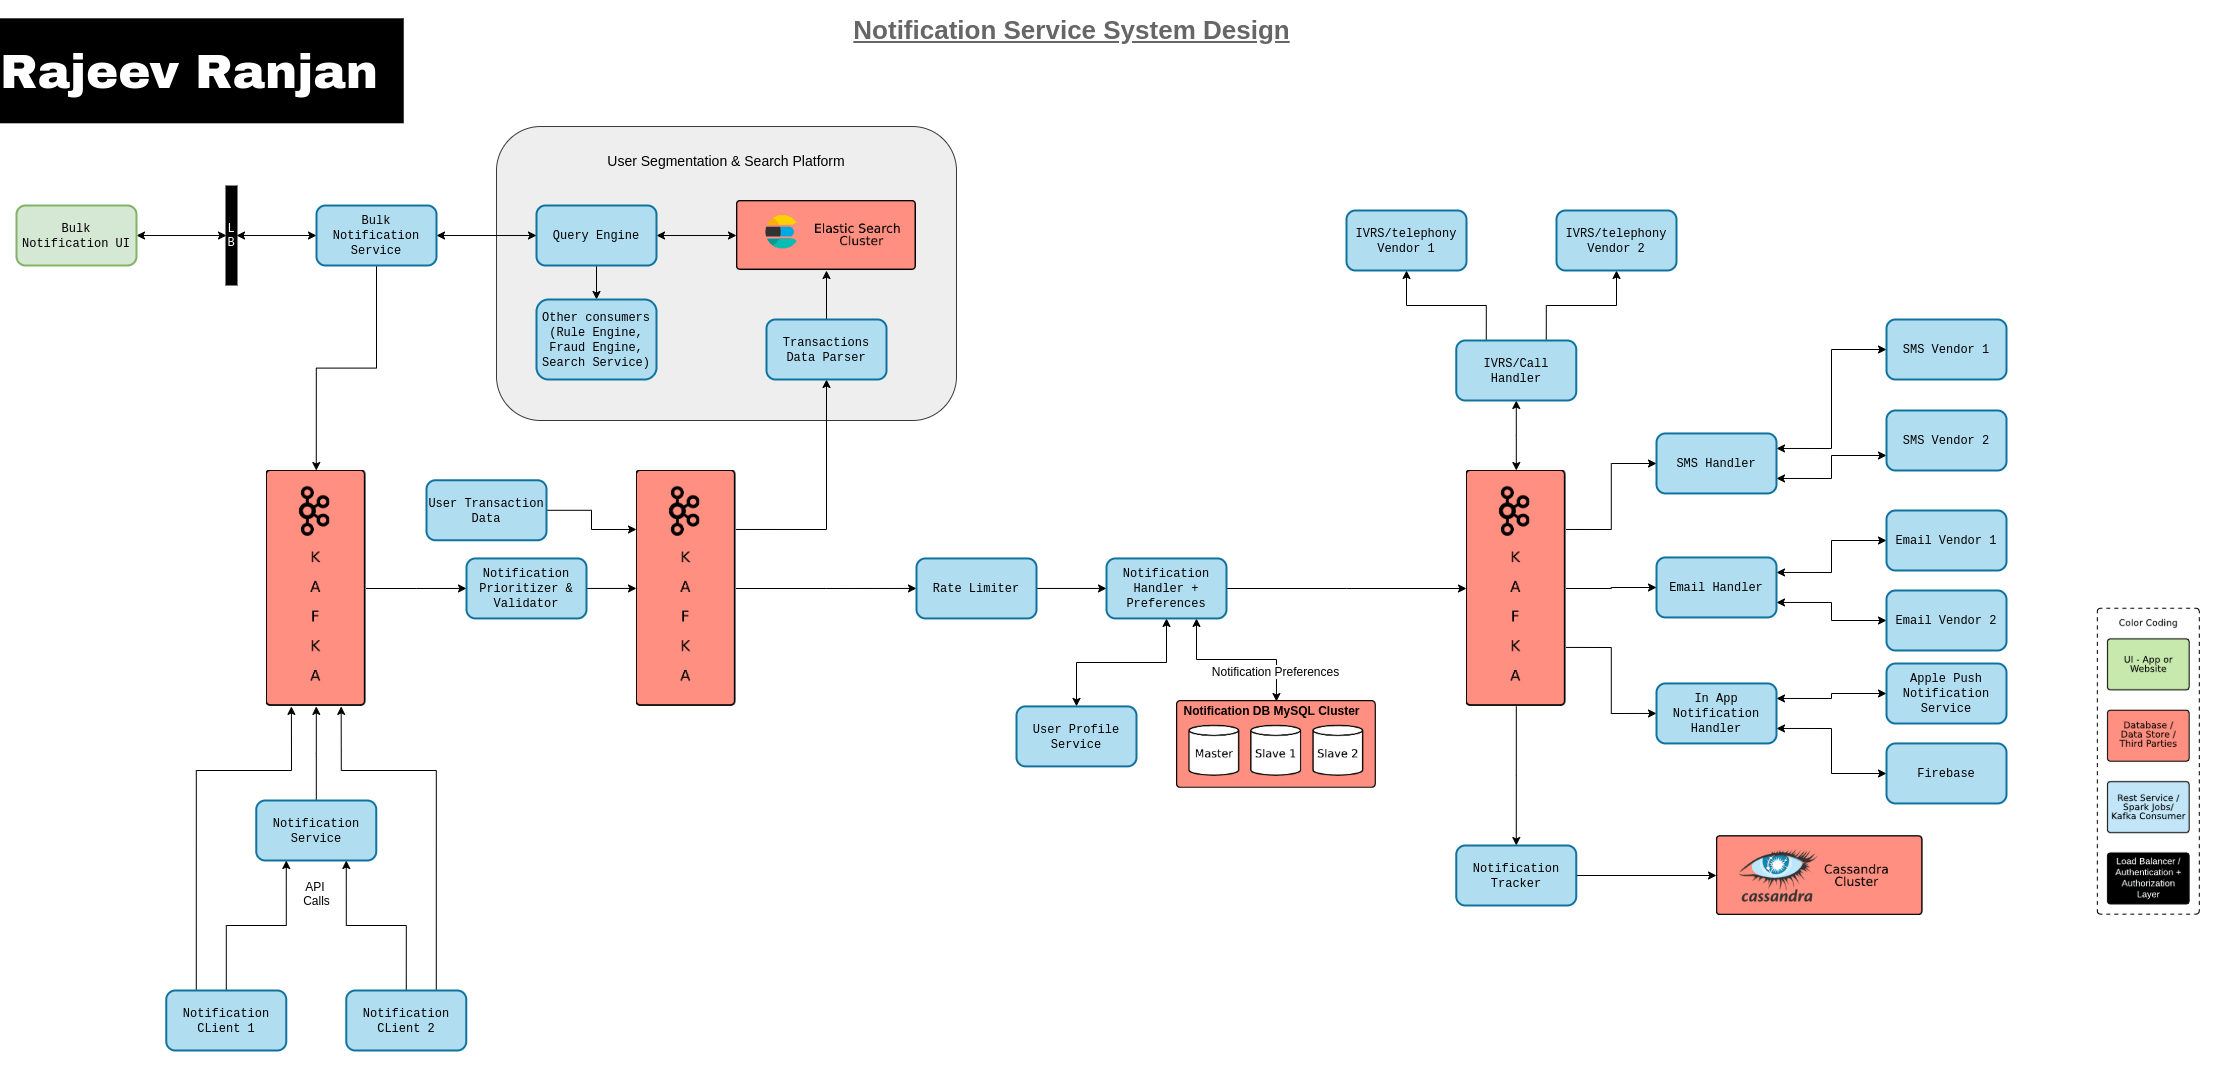 Notification Service System Design
Rajeev Ranjan
User Segmentation & Search Platform
Bulk
Notification UI
L
B
Bulk
Notification
Service
Query Engine
Elastic Search
Cluster
Other consumers
(Rule Engine,
Fraud Engine,
Search Service)
Transactions
Data Parser
IVRS/telephony
Vendor 1
IVRS/telephony
Vendor 2
IVRS/Call
Handler
SMS Vendor 1
SMS Vendor 2
SMS Handler
K
A
F
K
A
User Transaction
Data
Notification
Prioritizer &
Validator
K
A
F
K
A
Rate Limiter
Notification
Handler +
Preferences
K
A
F
K
A
Email Handler
Email Vendor 1
Email Vendor 2
Notification Preferences
User Profile
Service
Notification DB MySQL Cluster
Master
Slave 1
Slave 2
In App
Notification
Handler
Apple Push
Notification
Service
Firebase
Notification
Service
API
Calls
Notification
CLient 1
Notification
CLient 2
Notification
Tracker
cassandra
Cassandra
Cluster
Color Coding
UI - App or
Website
Database /
Data Store /
Third Parties
Rest Service /
Spark Jobs/
Kafka Consumer
Load Balancer /
Authentication +
Authorization
Layer